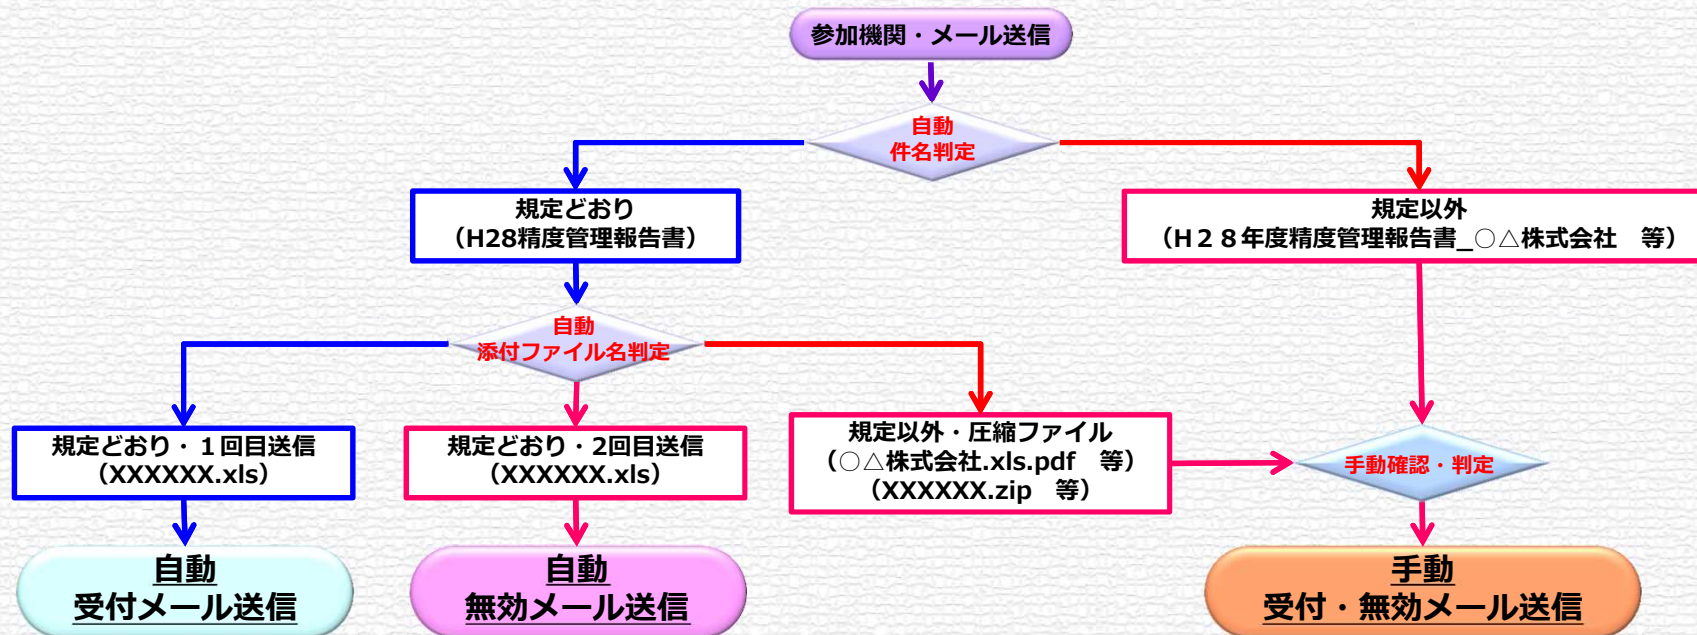 参加機関・メール送信
自動
件名判定
規定どおり
（H28精度管理報告書）
規定以外
（H２８年度精度管理報告書_○△株式会社　等）
自動
添付ファイル名判定
規定どおり・１回目送信
（XXXXXX.xls）
規定どおり・2回目送信
（XXXXXX.xls）
規定以外・圧縮ファイル
（○△株式会社.xls.pdf　等）
（XXXXXX.zip　等）
手動確認・判定
自動
受付メール送信
自動
無効メール送信
手動
受付・無効メール送信